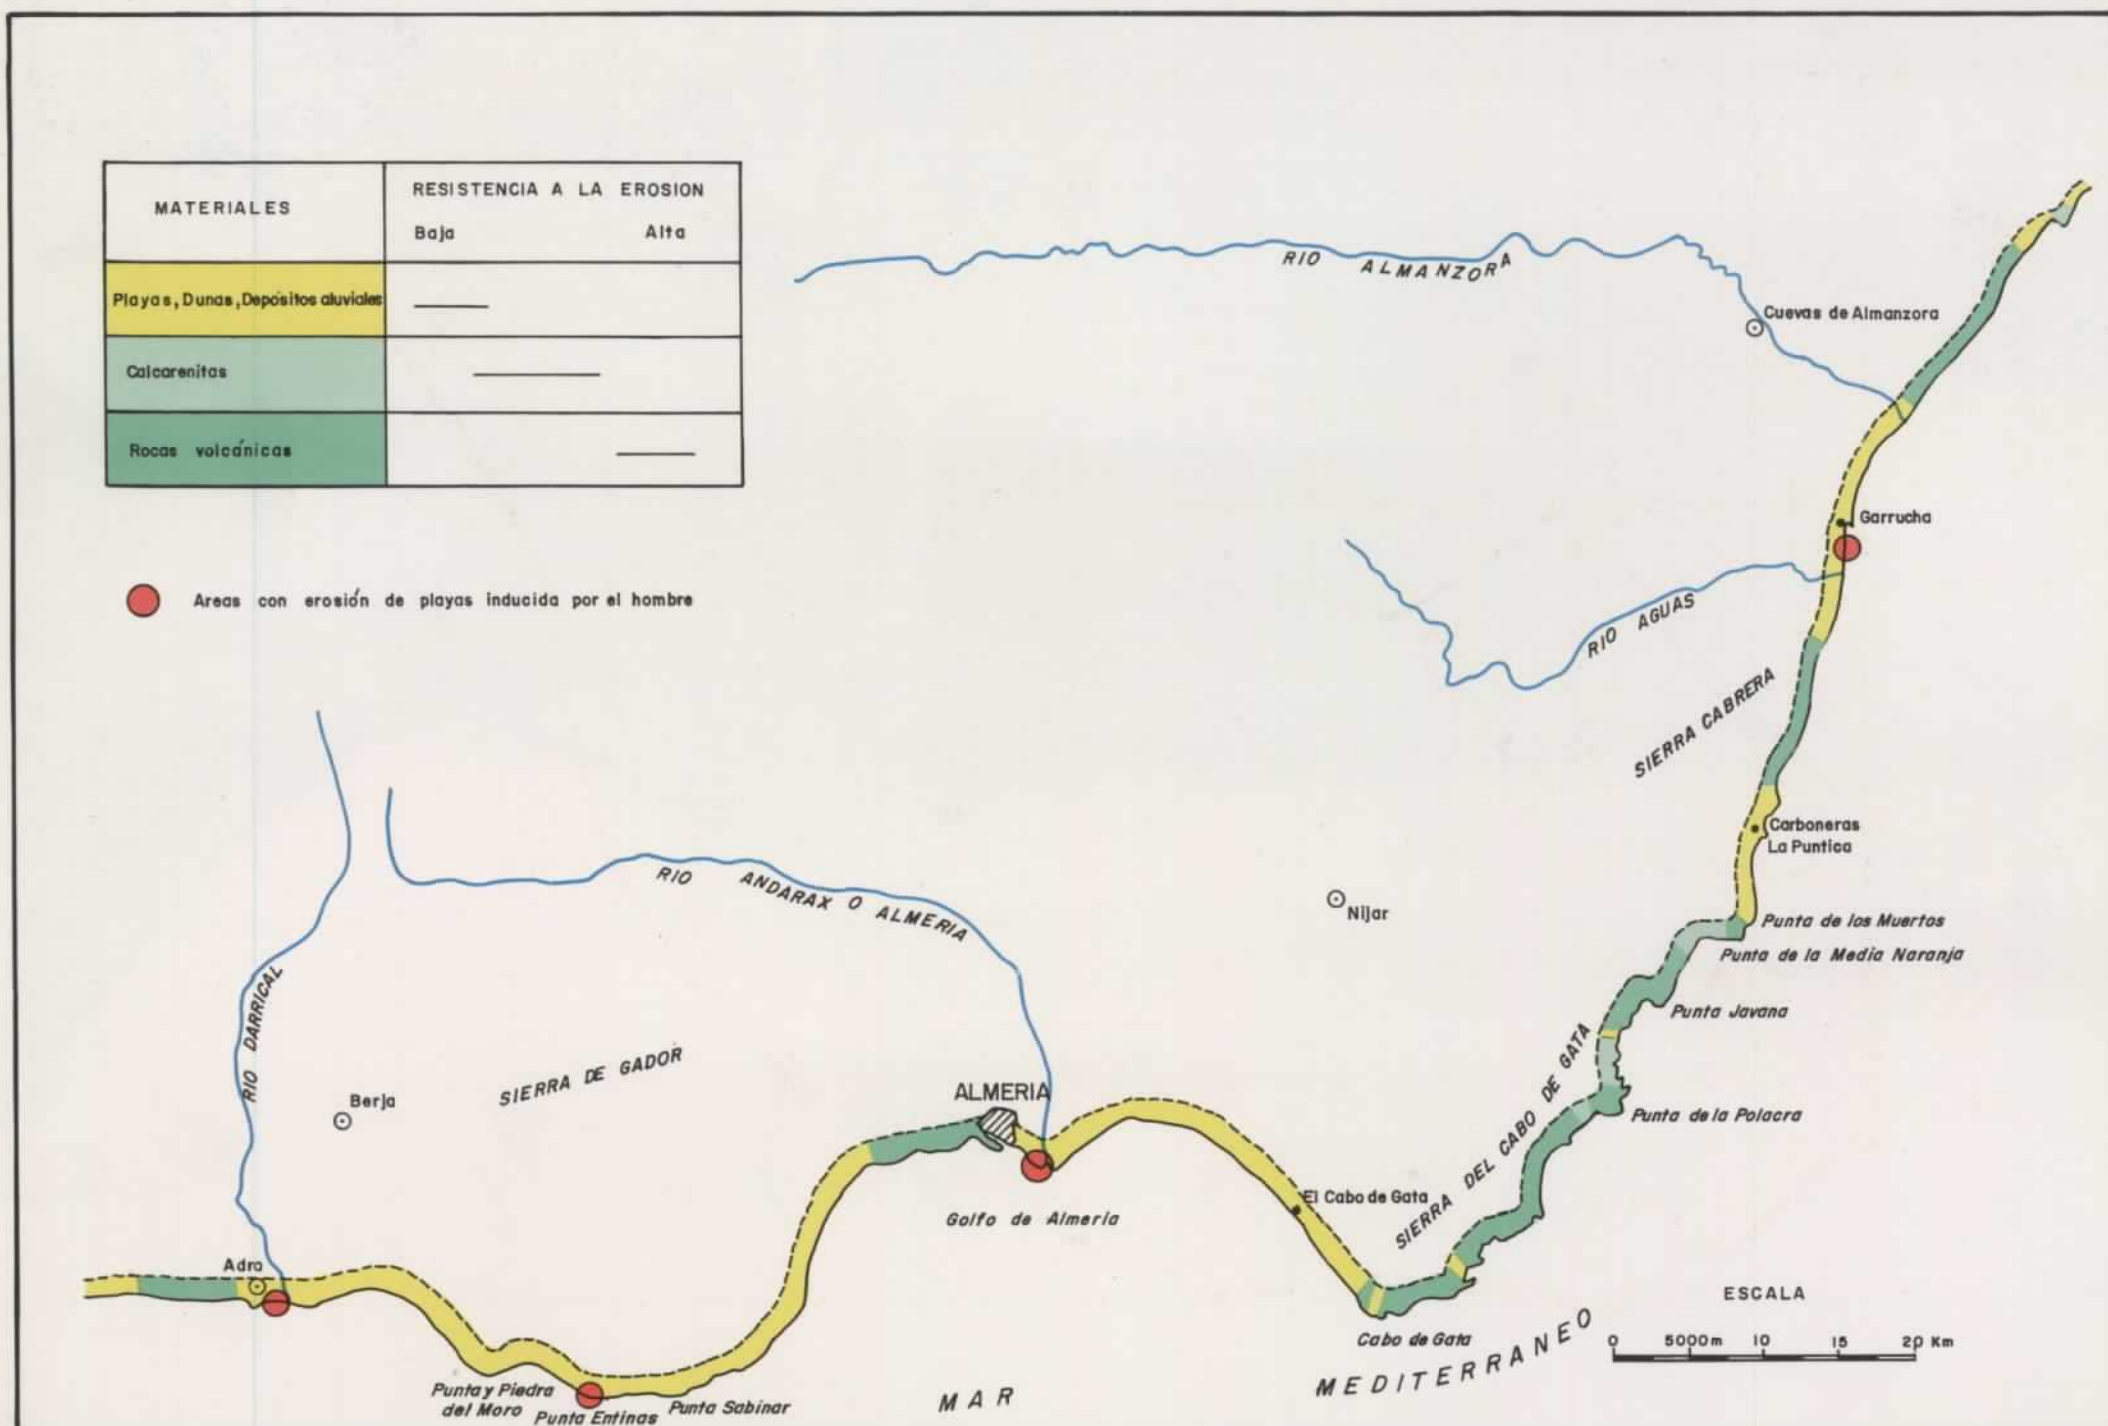 MATERIALES
RESISTENCIA A LA EROSION
Baja Alta
Playas, Dunas, Depósitos aluviales
Calcarenitas
Rocas volcánicas
Areas con erosión de playas inducida por el hombre
RIO ALMANZORA
Cuevas de Almanzora
Garrucha
RIO AGUAS
SIERRA CABRERA
Carboneras
La Puntica
RIO ANDARAX O ALMERIA
Nijar
Punta de los Muertos
Punta de la Media Naranja
RIO DARRICAL
Punta Javana
SIERRA DE GADOR
Berja
ALMERIA
SIERRA DEL CABO DE GATA
Punta de la Polacra
El Cabo de Gata
Golfo de Almeria
Adra
ESCALA
0 5000m 10 15 20 Km
Cabo de Gata
Punta y Piedra
del Moro
Punta Entinas
Punta Sabinar
MAR MEDITERRANEO